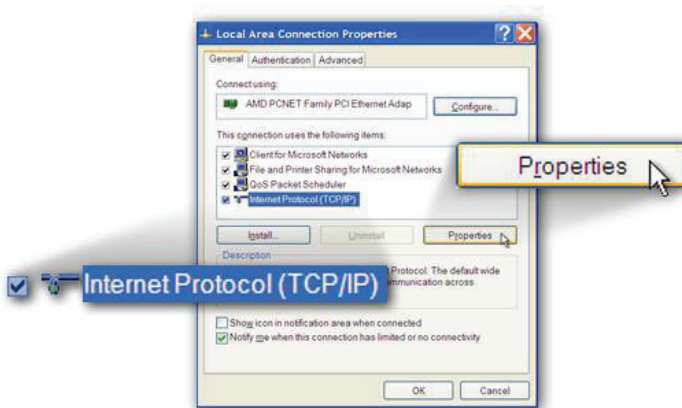 Local Area Connection Properties
General Authentication Advanced
Connect using:
AMD PCNET Family PCI Ethernet Adap Configure...
This connection uses the following items:
Client for Microsoft Networks
File and Printer Sharing for Microsoft Networks
QoS Packet Scheduler
Internet Protocol (TCP/IP)
Properties
Install... Uninstall Properties
Description
Protocol. The default wide
communication across
Internet Protocol (TCP/IP)
Show icon in notification area when connected
Notify me when this connection has limited or no connectivity
OK Cancel